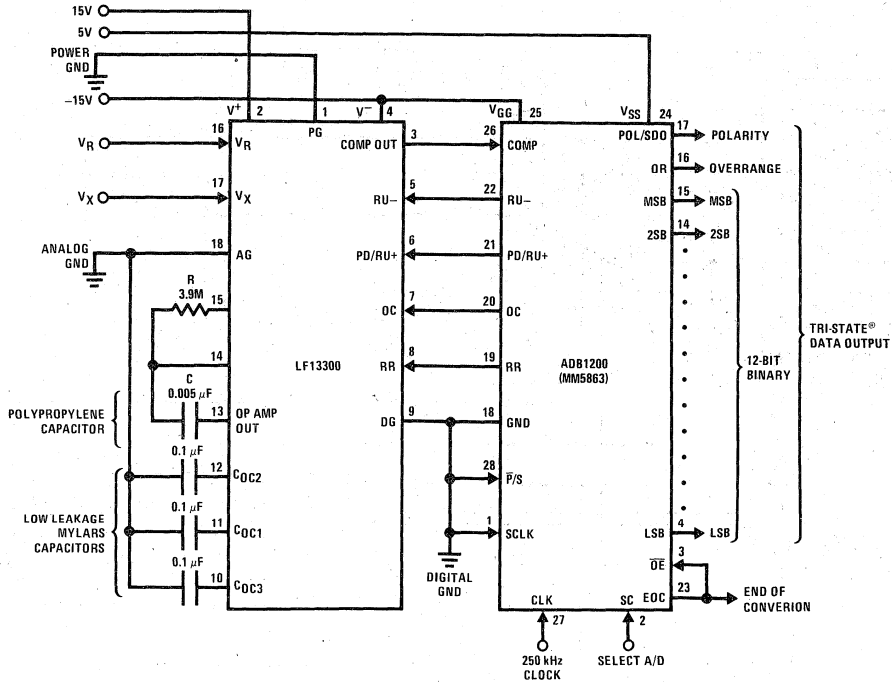 15V
5V
POWER
GND
-15V
V+ 2
1
PG
V− 4
VGG 25
VSS 24
16
VR
VR
3
COMP OUT
26
COMP
POL/SDO
17
POLARITY
OR
16
OVERRANGE
17
VX
VX
5
RU−
22
RU−
MSB
15
MSB
2SB
14
2SB
ANALOG
GND
18
AG
6
PD/RU+
21
PD/RU+
R
3.9M
15
7
OC
20
OC
14
LF13300
8
RR
19
RR
ADB1200
(MM5863)
12-BIT
BINARY
TRI-STATE®
DATA OUTPUT
C
0.005 μF
POLYPROPYLENE
CAPACITOR
13
OP AMP
OUT
9
DG
18
GND
0.1 μF
12
COC2
28
P̅/S
LOW LEAKAGE
MYLARS
CAPACITORS
0.1 μF
11
COC1
1
SCLK
LSB
4
LSB
0.1 μF
10
COC3
DIGITAL
GND
O̅E̅
3
EOC
23
END OF
CONVERION
CLK
27
SC
2
250 kHz
CLOCK
SELECT A/D